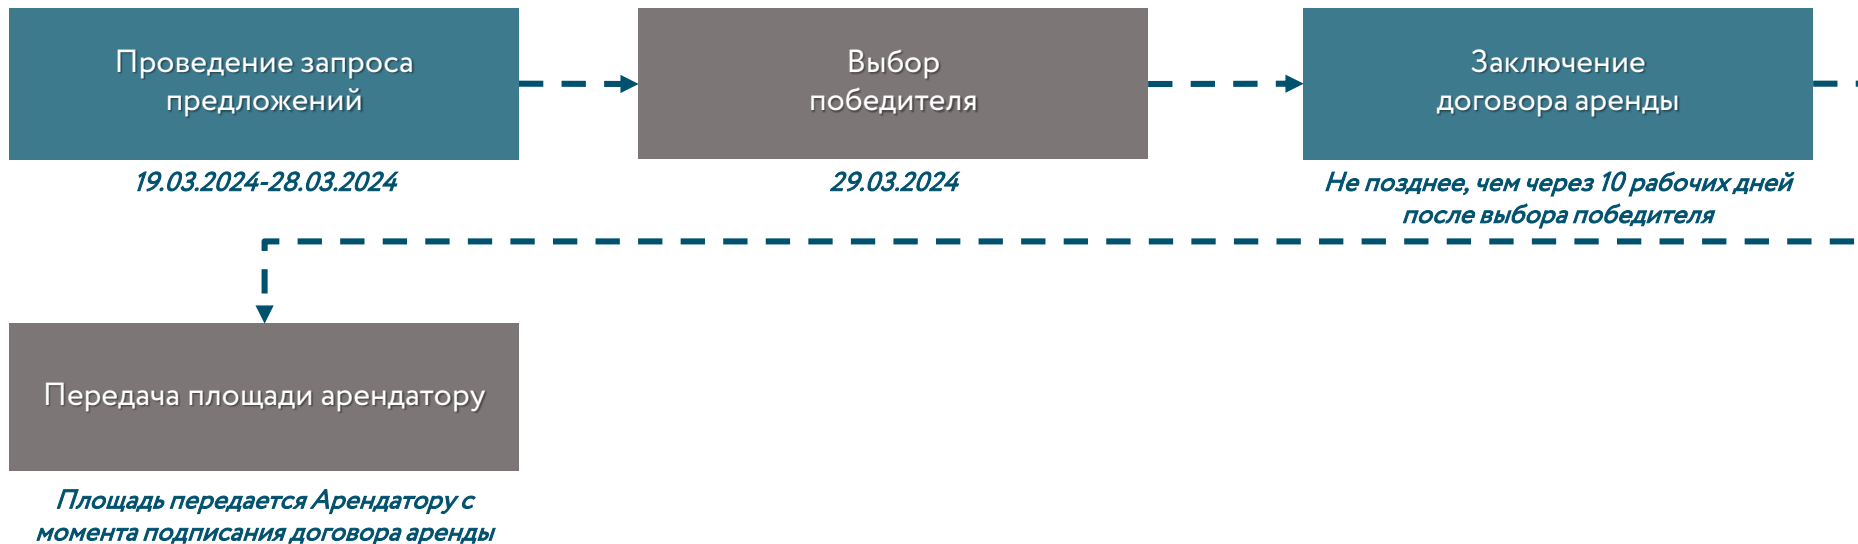 Проведение запроса
предложений
19.03.2024-28.03.2024
Выбор
победителя
29.03.2024
Заключение
договора аренды
Не позднее, чем через 10 рабочих дней
после выбора победителя
Передача площади арендатору
Площадь передается Арендатору с
момента подписания договора аренды